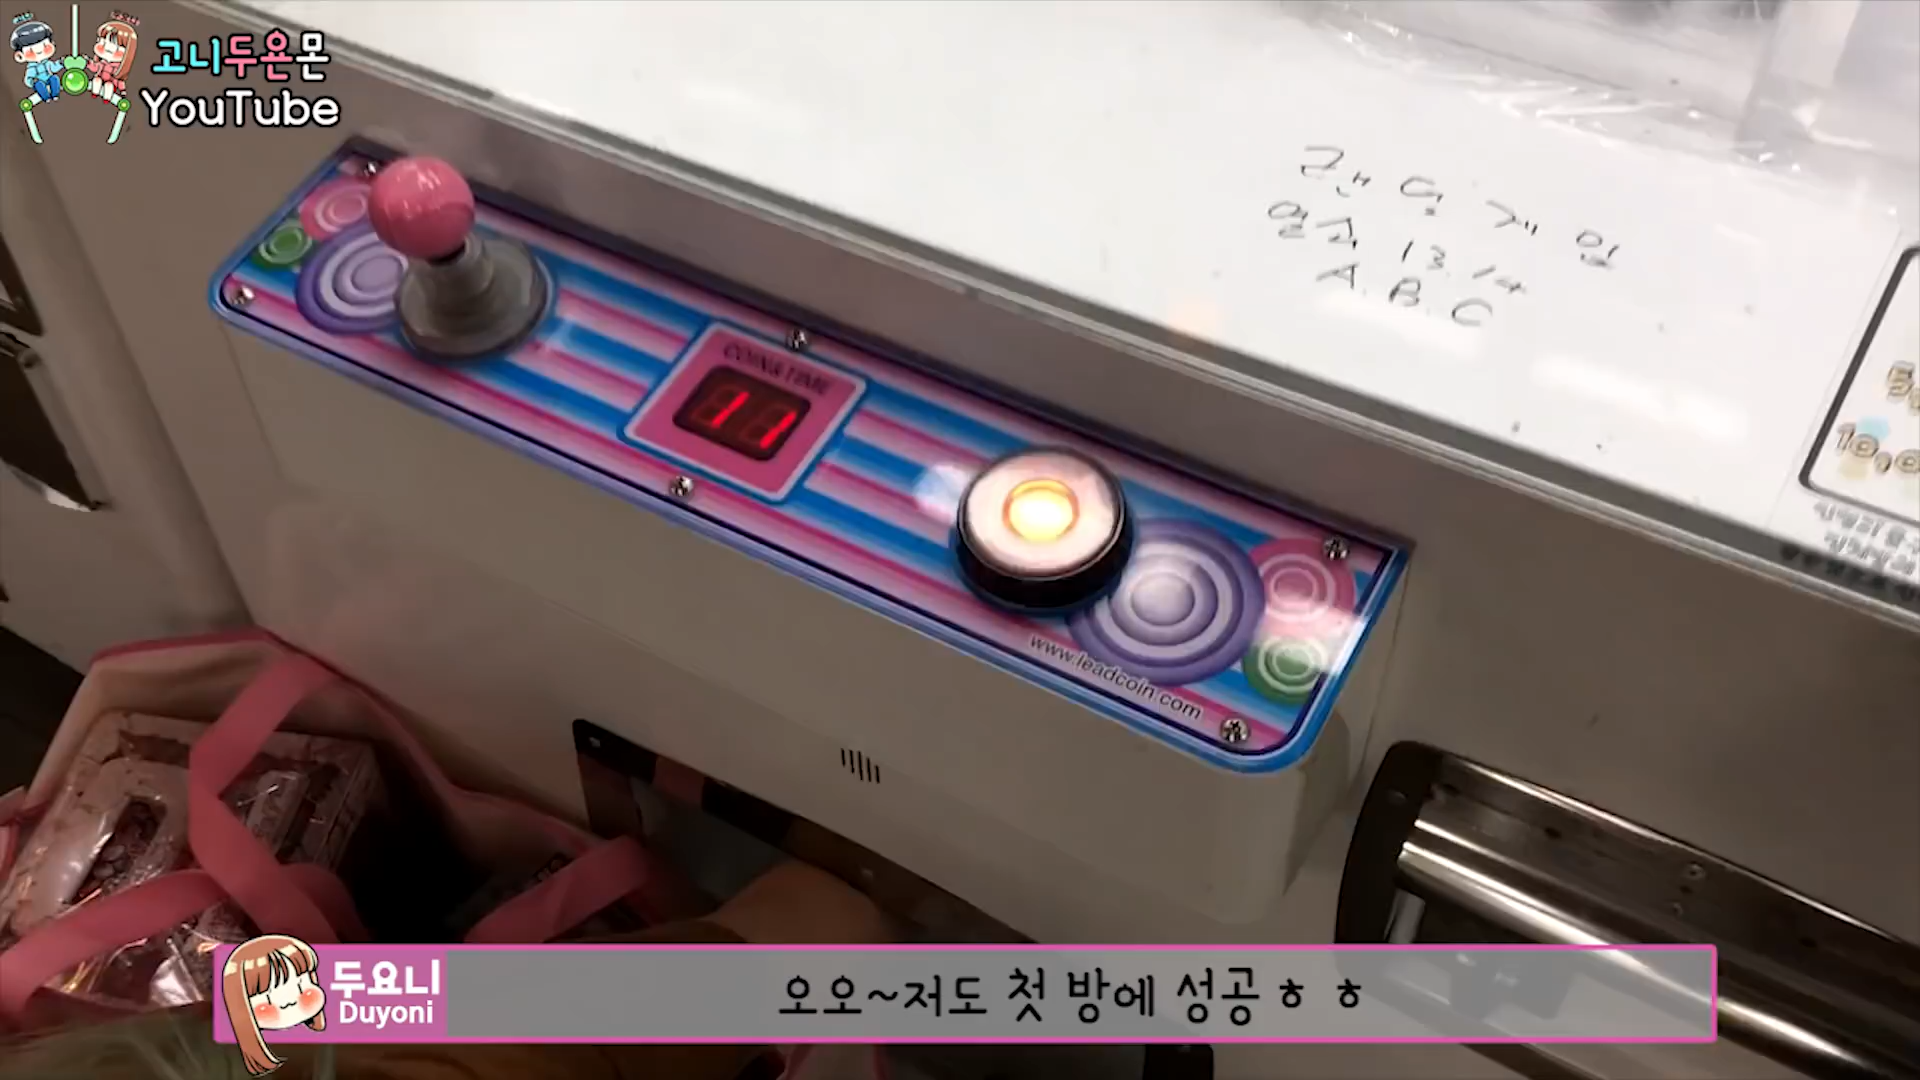 고니두욘몬
YouTube
랜덤게임
열쇠 13.14
A.B.C
COIN&TIME
11
www.leadcoin.com
두요니
Duyoni
오오~저도 첫 방에 성공ㅎㅎ